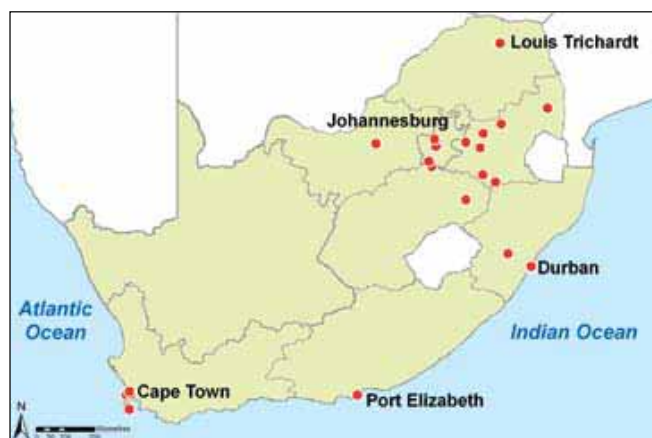 Louis Trichardt
Johannesburg
Durban
Atlantic
Ocean
Indian Ocean
Cape Town
Port Elizabeth
N